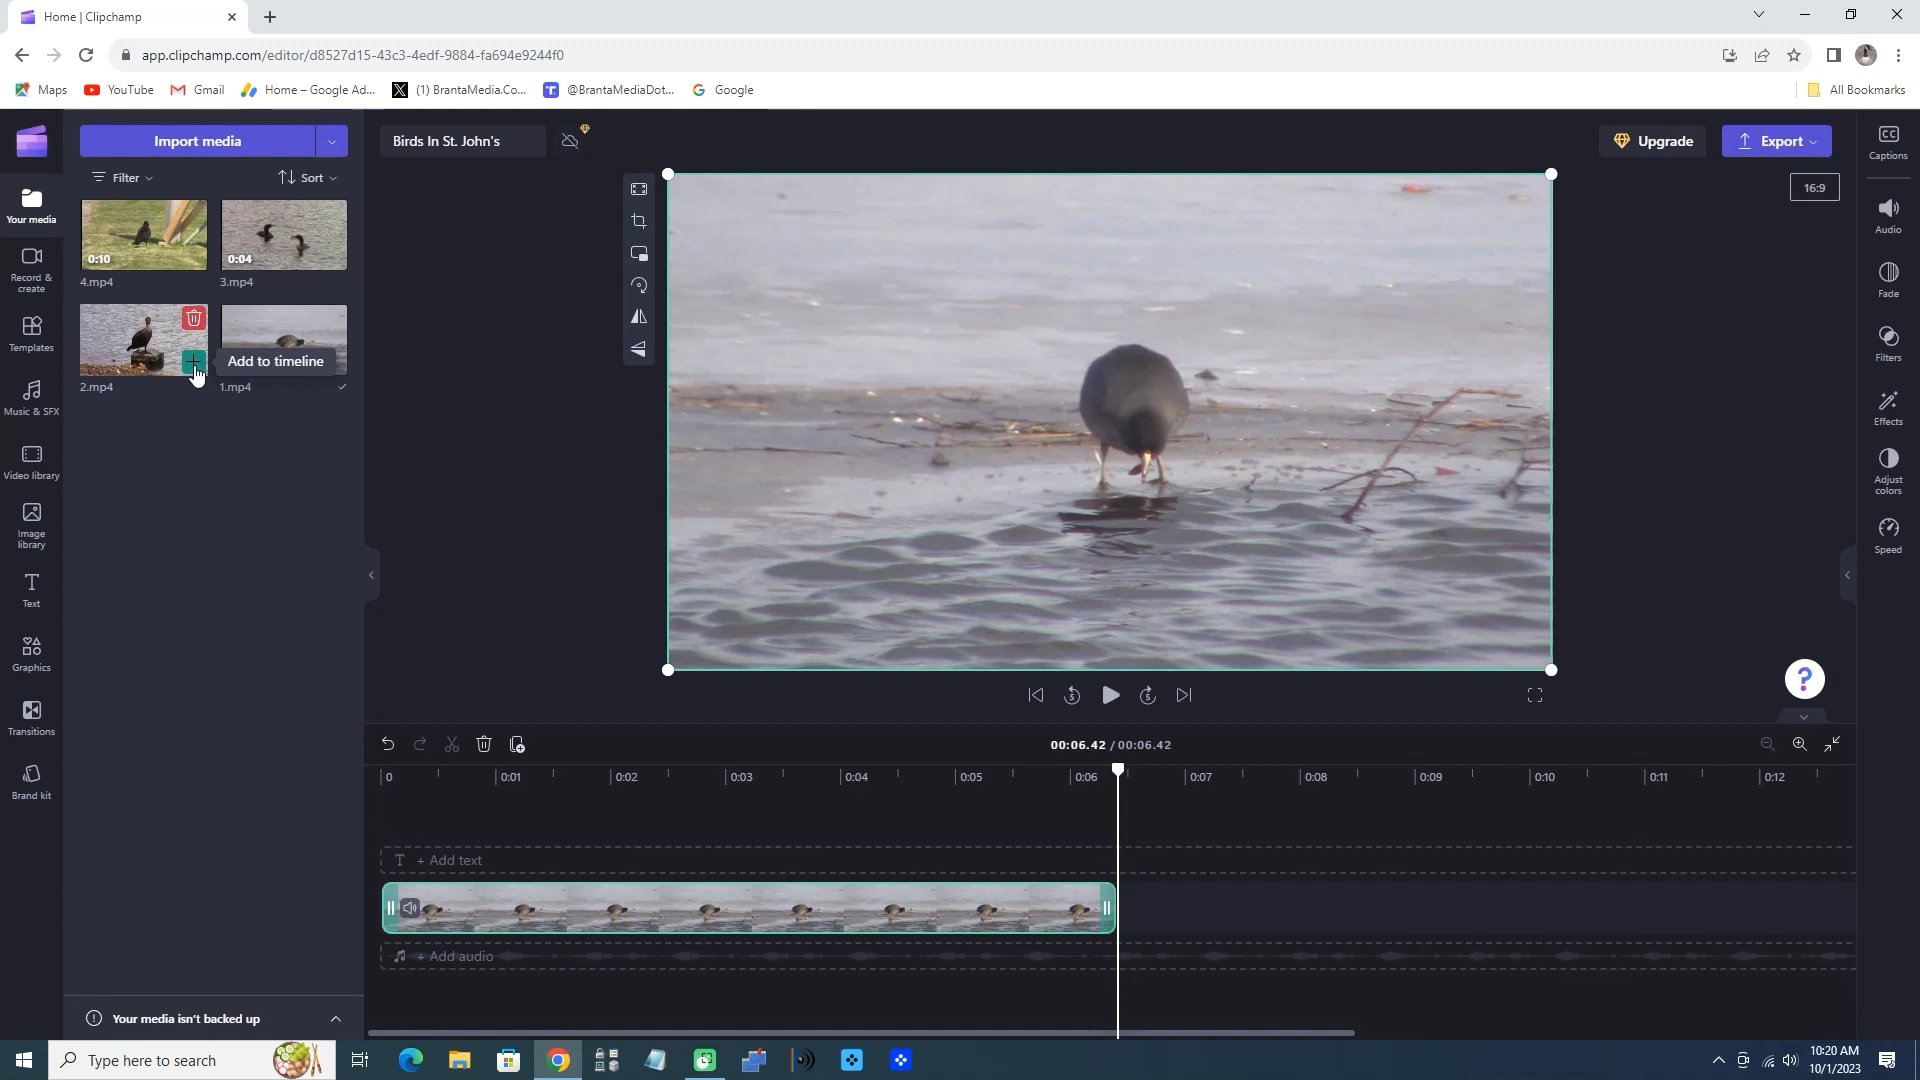 Home | Clipchamp
app.clipchamp.com/editor/d8527d15-43c3-4edf-9884-fa694e9244f0
Maps
YouTube
Gmail
Home – Google Ad...
(1) BrantaMedia.Co...
@BrantaMediaDot...
Google
All Bookmarks
Import media
Birds In St. John's
Upgrade
Export
CC
Captions
Filter
Sort
Your media
16:9
Audio
0:10
0:04
4.mp4
3.mp4
Record &
create
Fade
Templates
Filters
Add to timeline
2.mp4
1.mp4
Music & SFX
Effects
Video library
Adjust
colors
Image
library
Speed
T
Text
Graphics
?
5
5
Transitions
00:06.42 / 00:06.42
0
0:01
0:02
0:03
0:04
0:05
0:06
0:07
0:08
0:09
0:10
0:11
0:12
Brand kit
T + Add text
+ Add audio
Your media isn't backed up
Type here to search
10:20 AM
10/1/2023